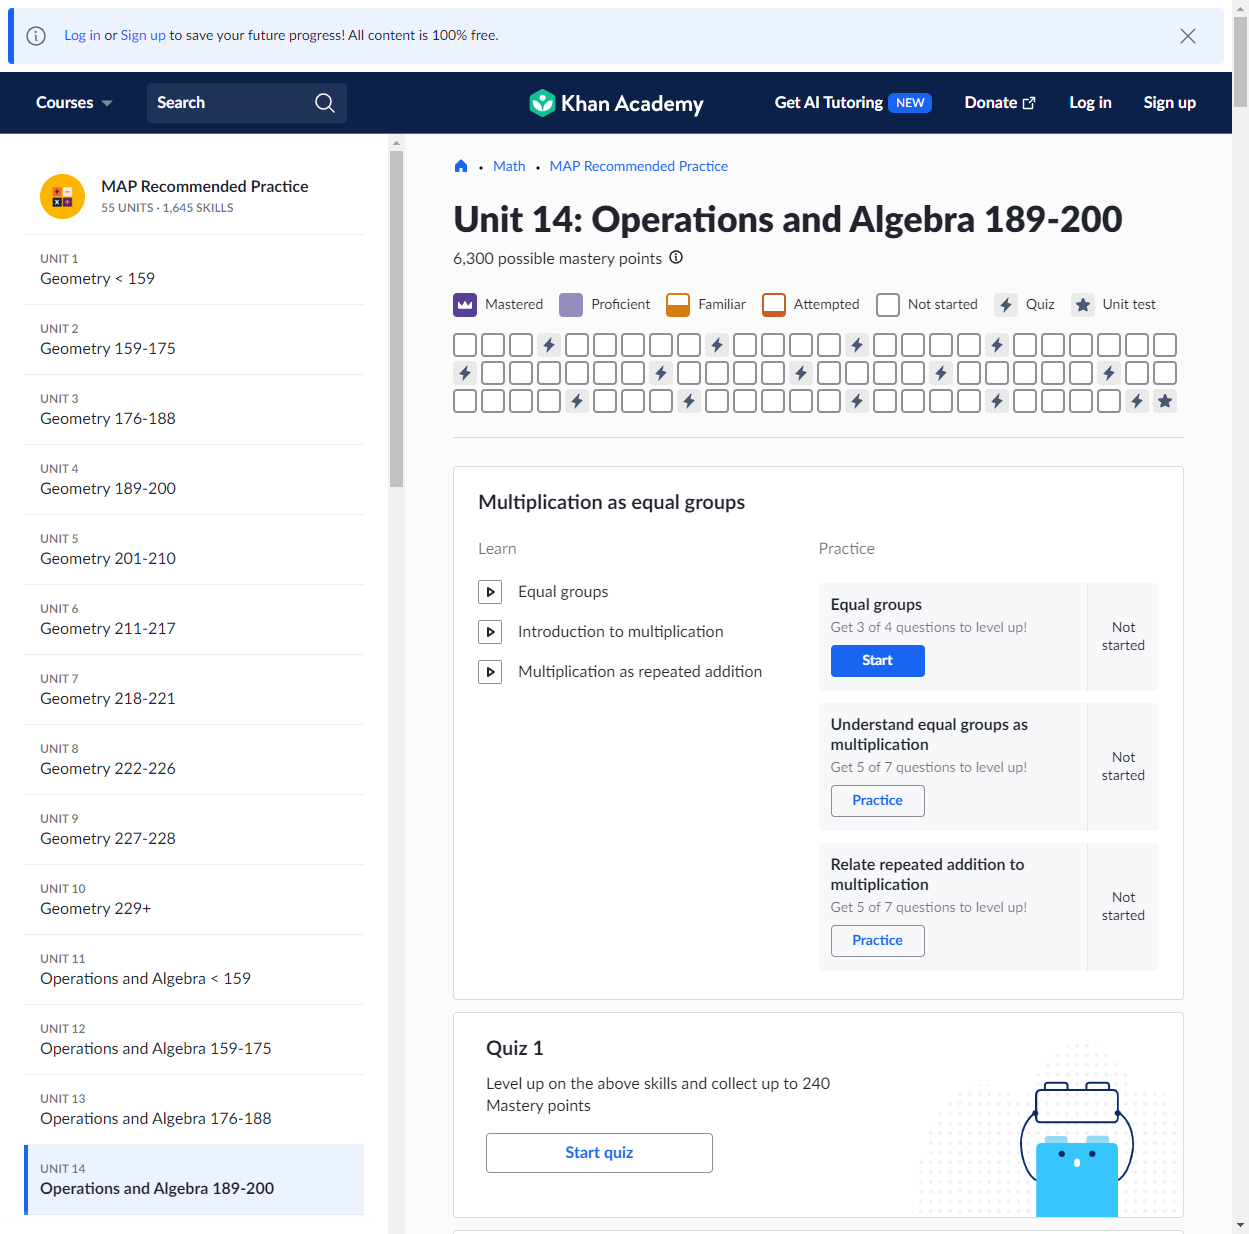 Log in or Sign up to save your future progress! All content is 100% free.
Courses
Search
Khan Academy
Get AI Tutoring NEW
Donate
Log in
Sign up
MAP Recommended Practice
55 UNITS · 1,645 SKILLS
UNIT 1
Geometry < 159
UNIT 2
Geometry 159-175
UNIT 3
Geometry 176-188
UNIT 4
Geometry 189-200
UNIT 5
Geometry 201-210
UNIT 6
Geometry 211-217
UNIT 7
Geometry 218-221
UNIT 8
Geometry 222-226
UNIT 9
Geometry 227-228
UNIT 10
Geometry 229+
UNIT 11
Operations and Algebra < 159
UNIT 12
Operations and Algebra 159-175
UNIT 13
Operations and Algebra 176-188
UNIT 14
Operations and Algebra 189-200
Math • MAP Recommended Practice
Unit 14: Operations and Algebra 189-200
6,300 possible mastery points
Mastered
Proficient
Familiar
Attempted
Not started
Quiz
Unit test
Multiplication as equal groups
Learn
Equal groups
Introduction to multiplication
Multiplication as repeated addition
Practice
Equal groups
Get 3 of 4 questions to level up!
Start
Not
started
Understand equal groups as
multiplication
Get 5 of 7 questions to level up!
Practice
Not
started
Relate repeated addition to
multiplication
Get 5 of 7 questions to level up!
Practice
Not
started
Quiz 1
Level up on the above skills and collect up to 240
Mastery points
Start quiz